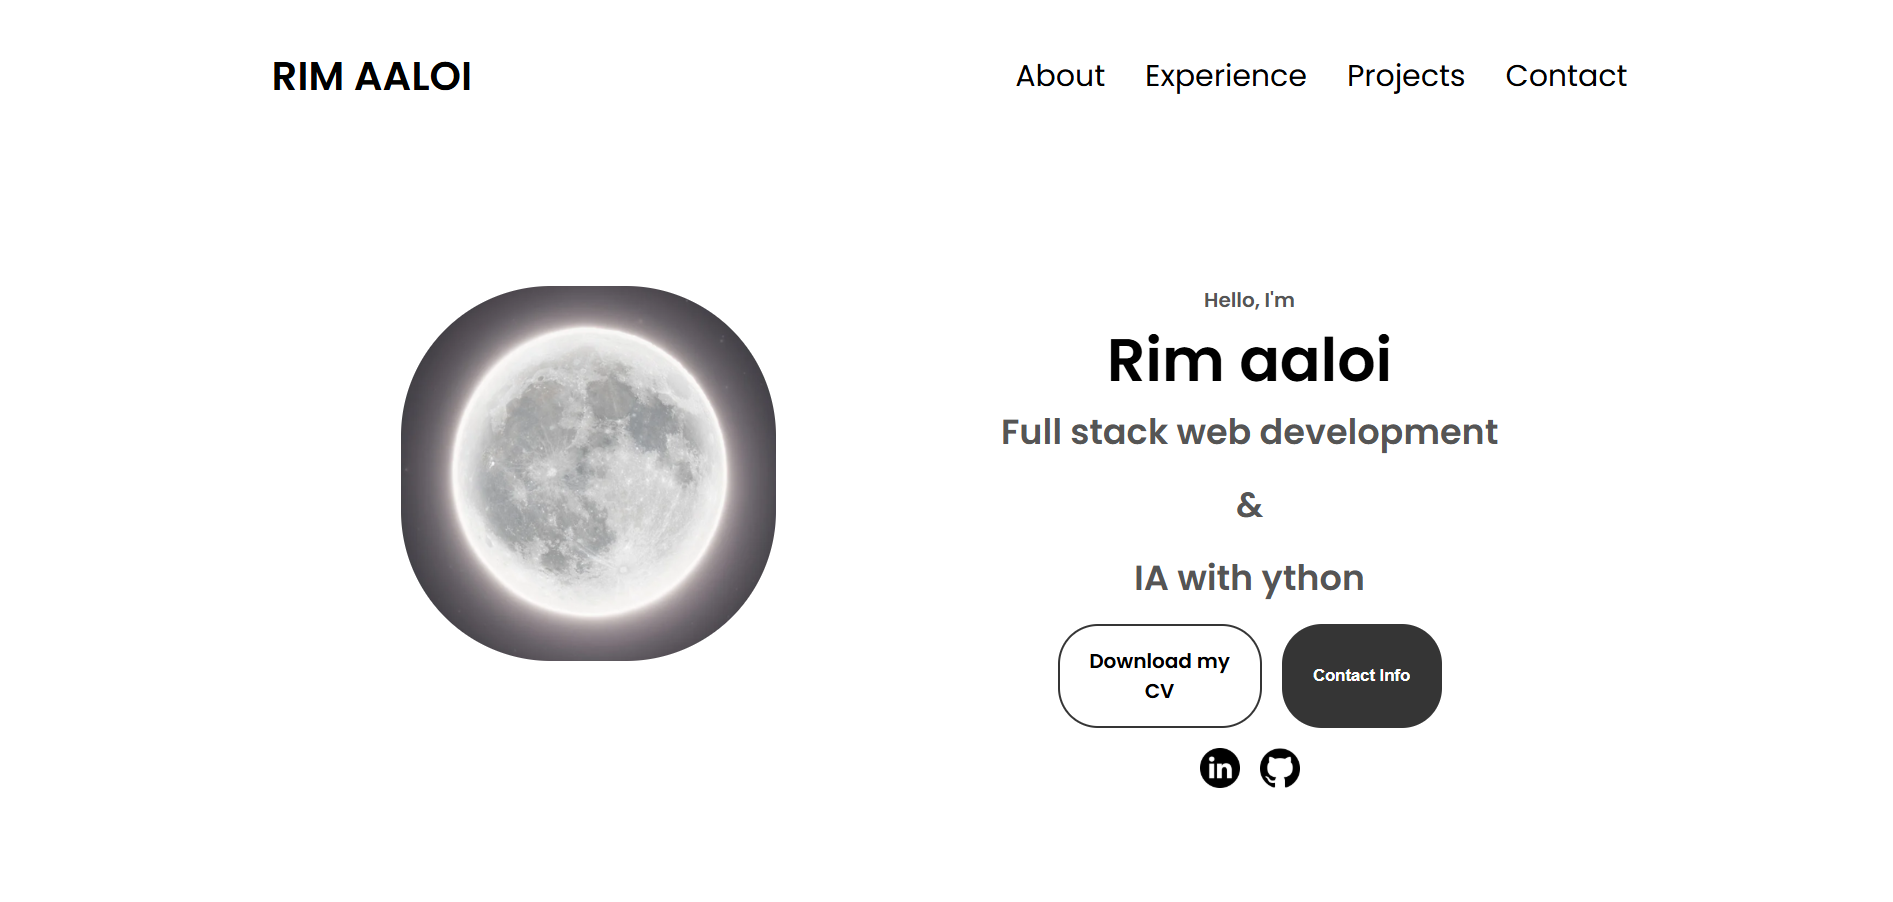 RIM AALOI
About Experience Projects Contact
Hello, I'm
Rim aaloi
Full stack web development
&
IA with ython
Download my
CV
Contact Info
in